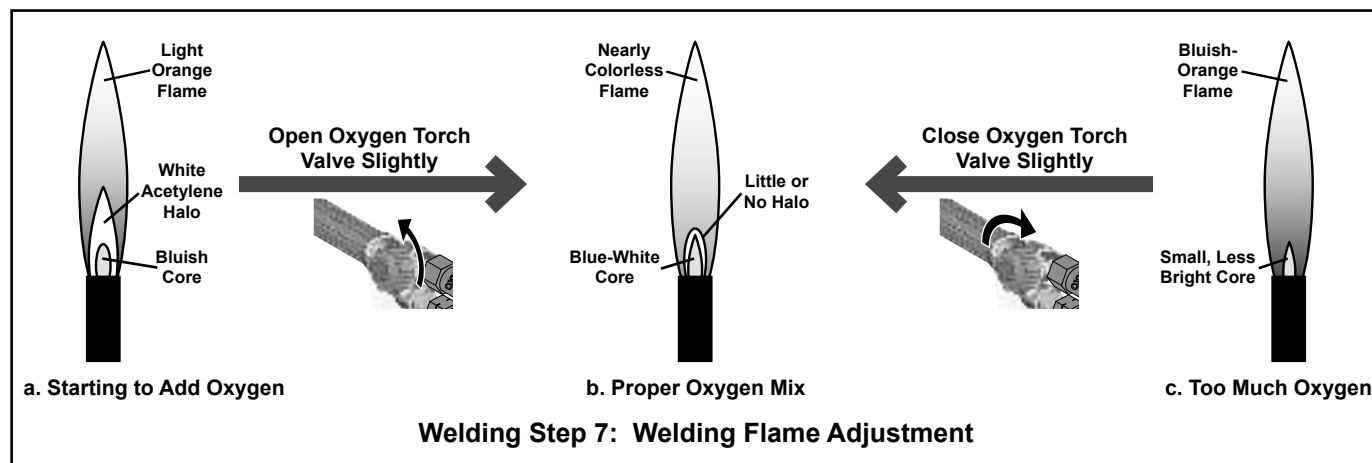 Light
Orange
Flame
White
Acetylene
Halo
Bluish
Core
a. Starting to Add Oxygen
Open Oxygen Torch
Valve Slightly
Nearly
Colorless
Flame
Little or
No Halo
Blue-White
Core
b. Proper Oxygen Mix
Close Oxygen Torch
Valve Slightly
Bluish-
Orange
Flame
Small, Less
Bright Core
c. Too Much Oxygen
Welding Step 7: Welding Flame Adjustment